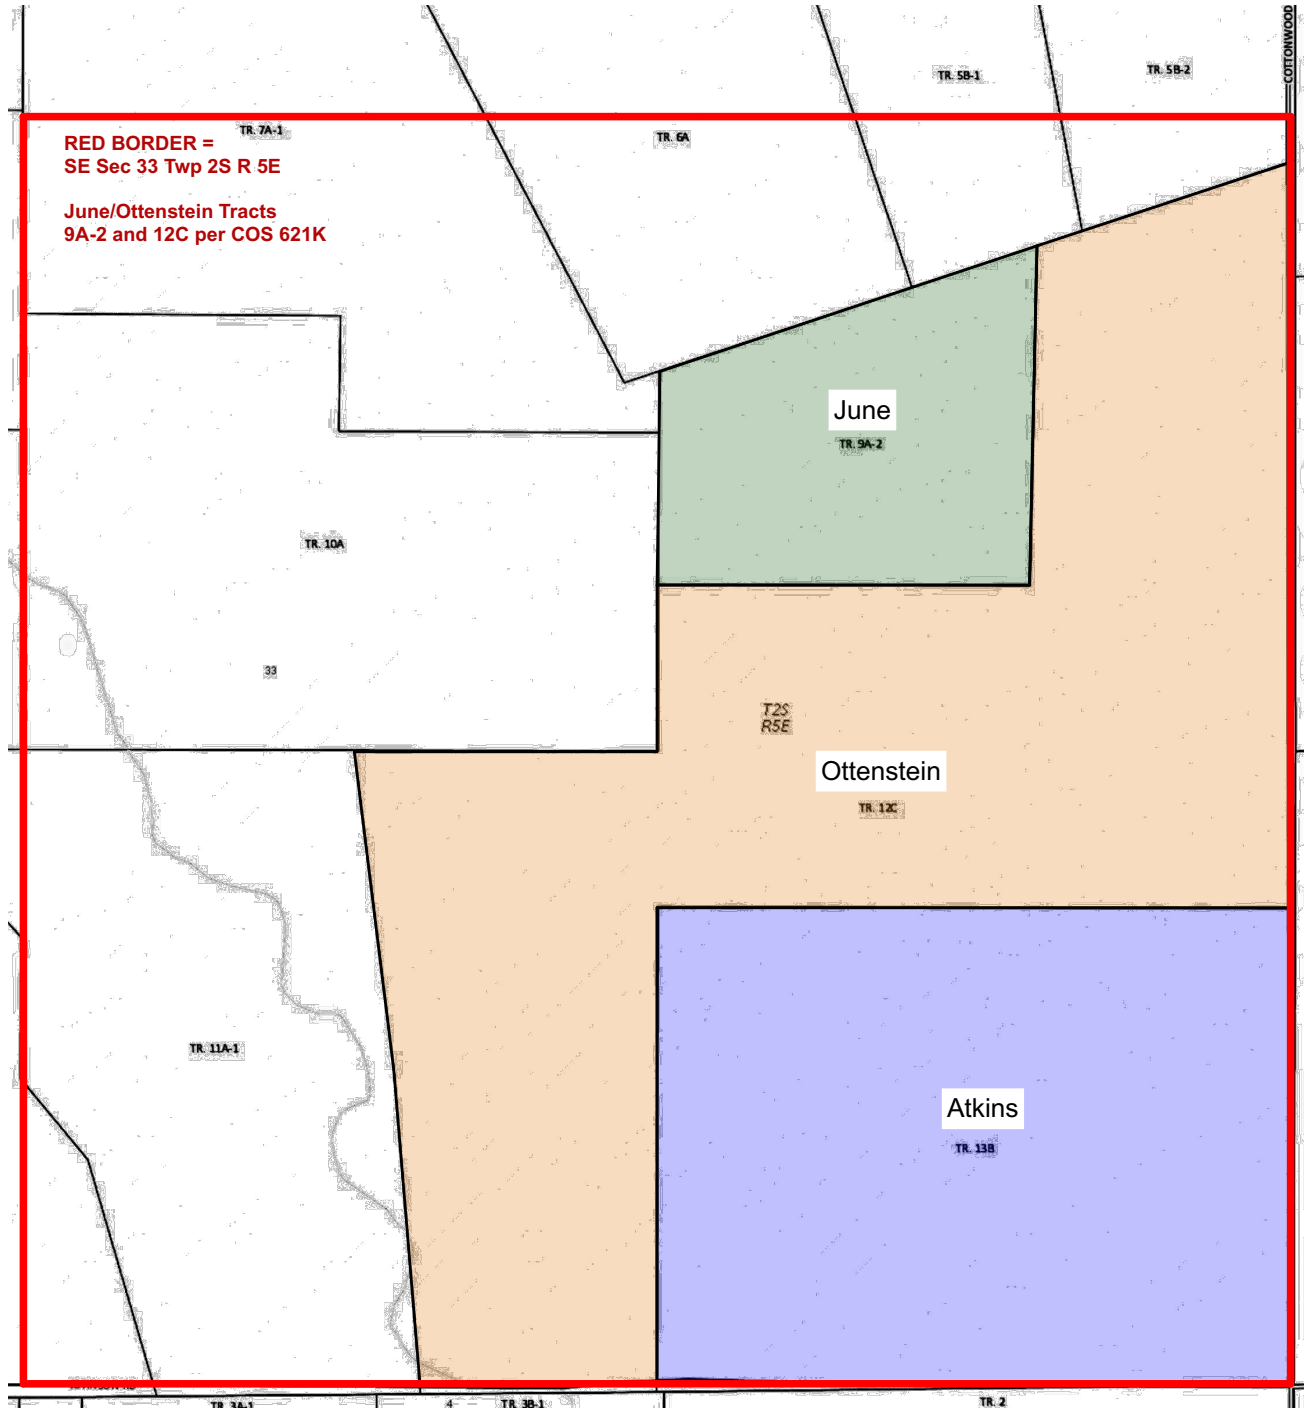 COTTONWOOD
TR. 5B-1
TR. 5B-2
TR. 7A-1
TR. 6A
RED BORDER =
SE Sec 33 Twp 2S R 5E
June/Ottenstein Tracts
9A-2 and 12C per COS 621K
June
TR. 9A-2
TR. 10A
33
T2S
R5E
Ottenstein
TR. 12C
TR. 11A-1
Atkins
TR. 13B
TR. 3A-1
4
TR. 3B-1
TR. 2